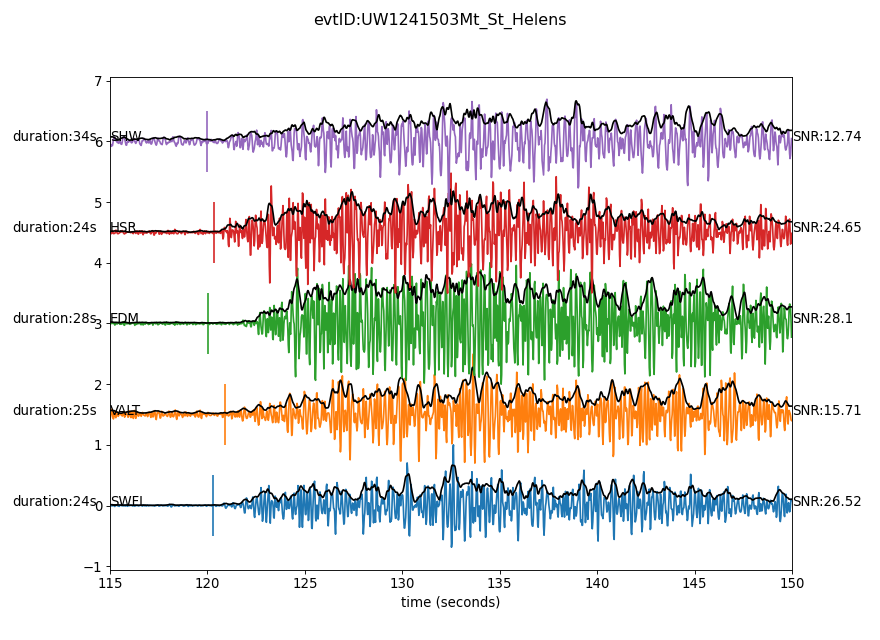 evtID:UW1241503Mt_St_Helens
7
duration:34s SHW SNR:12.74
6
5
duration:24s HSR SNR:24.65
4
duration:28s EDM SNR:28.1
3
2
duration:25s VALT SNR:15.71
1
duration:24s SWFL SNR:26.52
0
−1
115 120 125 130 135 140 145 150
time (seconds)